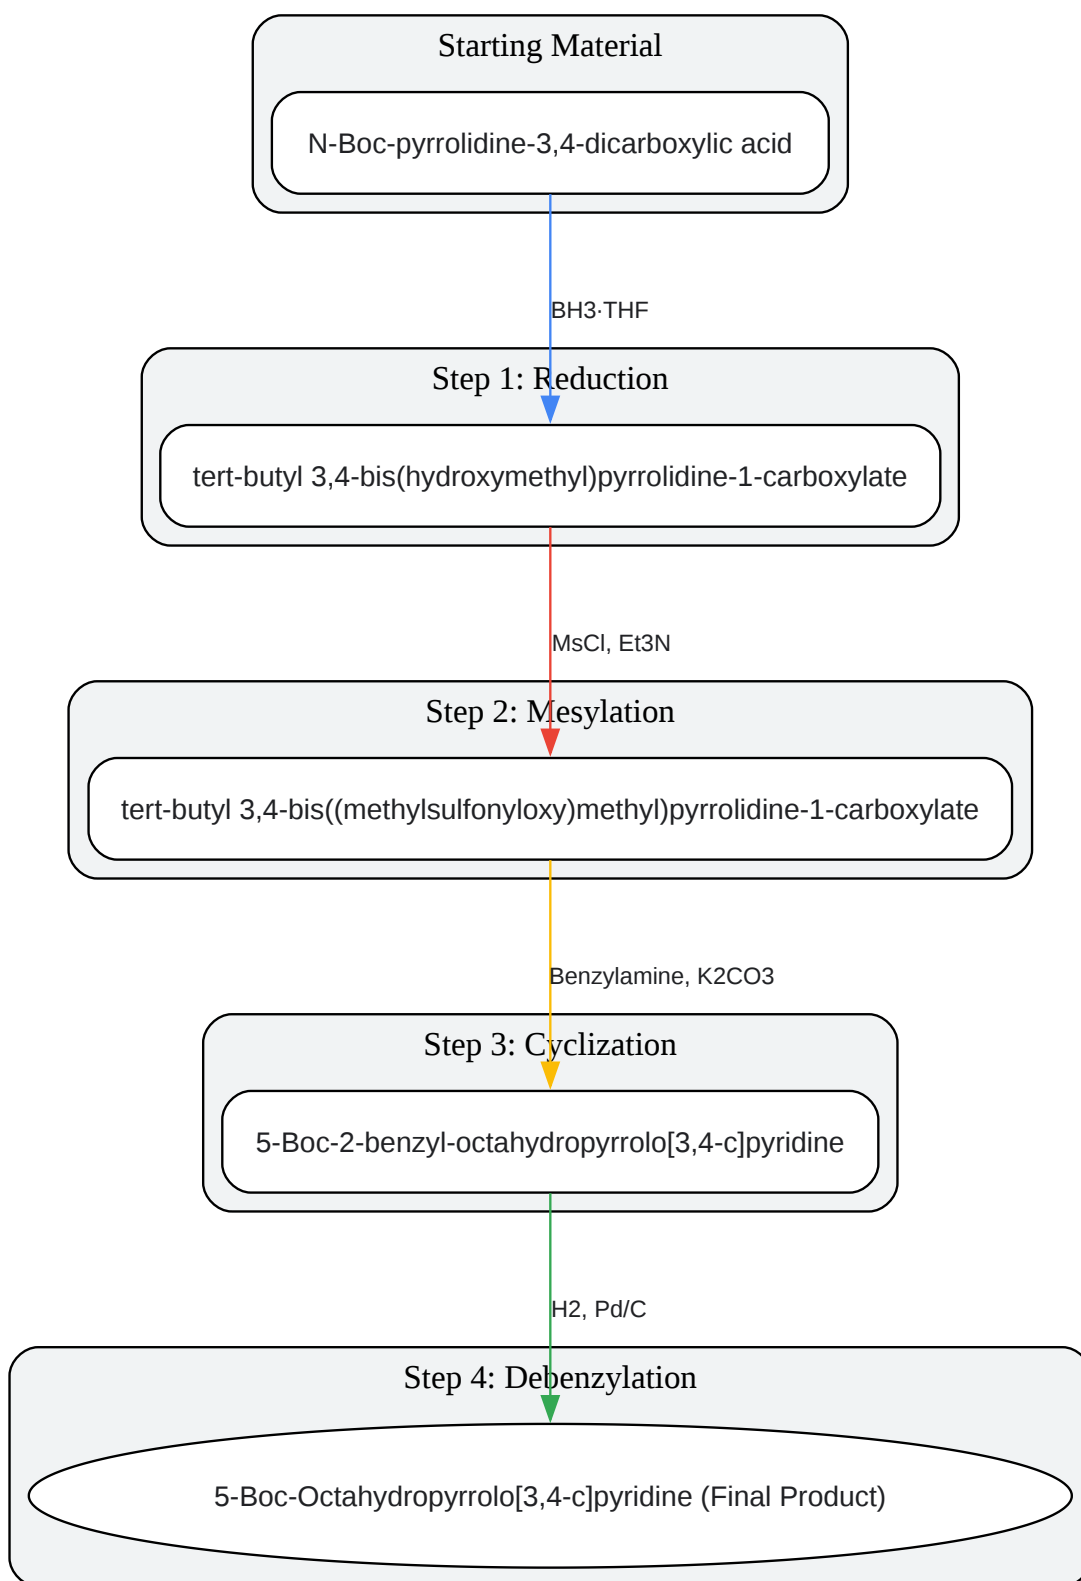 Starting Material
N-Boc-pyrrolidine-3,4-dicarboxylic acid
BH3·THF
Step 1: Reduction
tert-butyl 3,4-bis(hydroxymethyl)pyrrolidine-1-carboxylate
MsCl, Et3N
Step 2: Mesylation
tert-butyl 3,4-bis((methylsulfonyloxy)methyl)pyrrolidine-1-carboxylate
Benzylamine, K2CO3
Step 3: Cyclization
5-Boc-2-benzyl-octahydropyrrolo[3,4-c]pyridine
H2, Pd/C
Step 4: Debenzylation
5-Boc-Octahydropyrrolo[3,4-c]pyridine (Final Product)